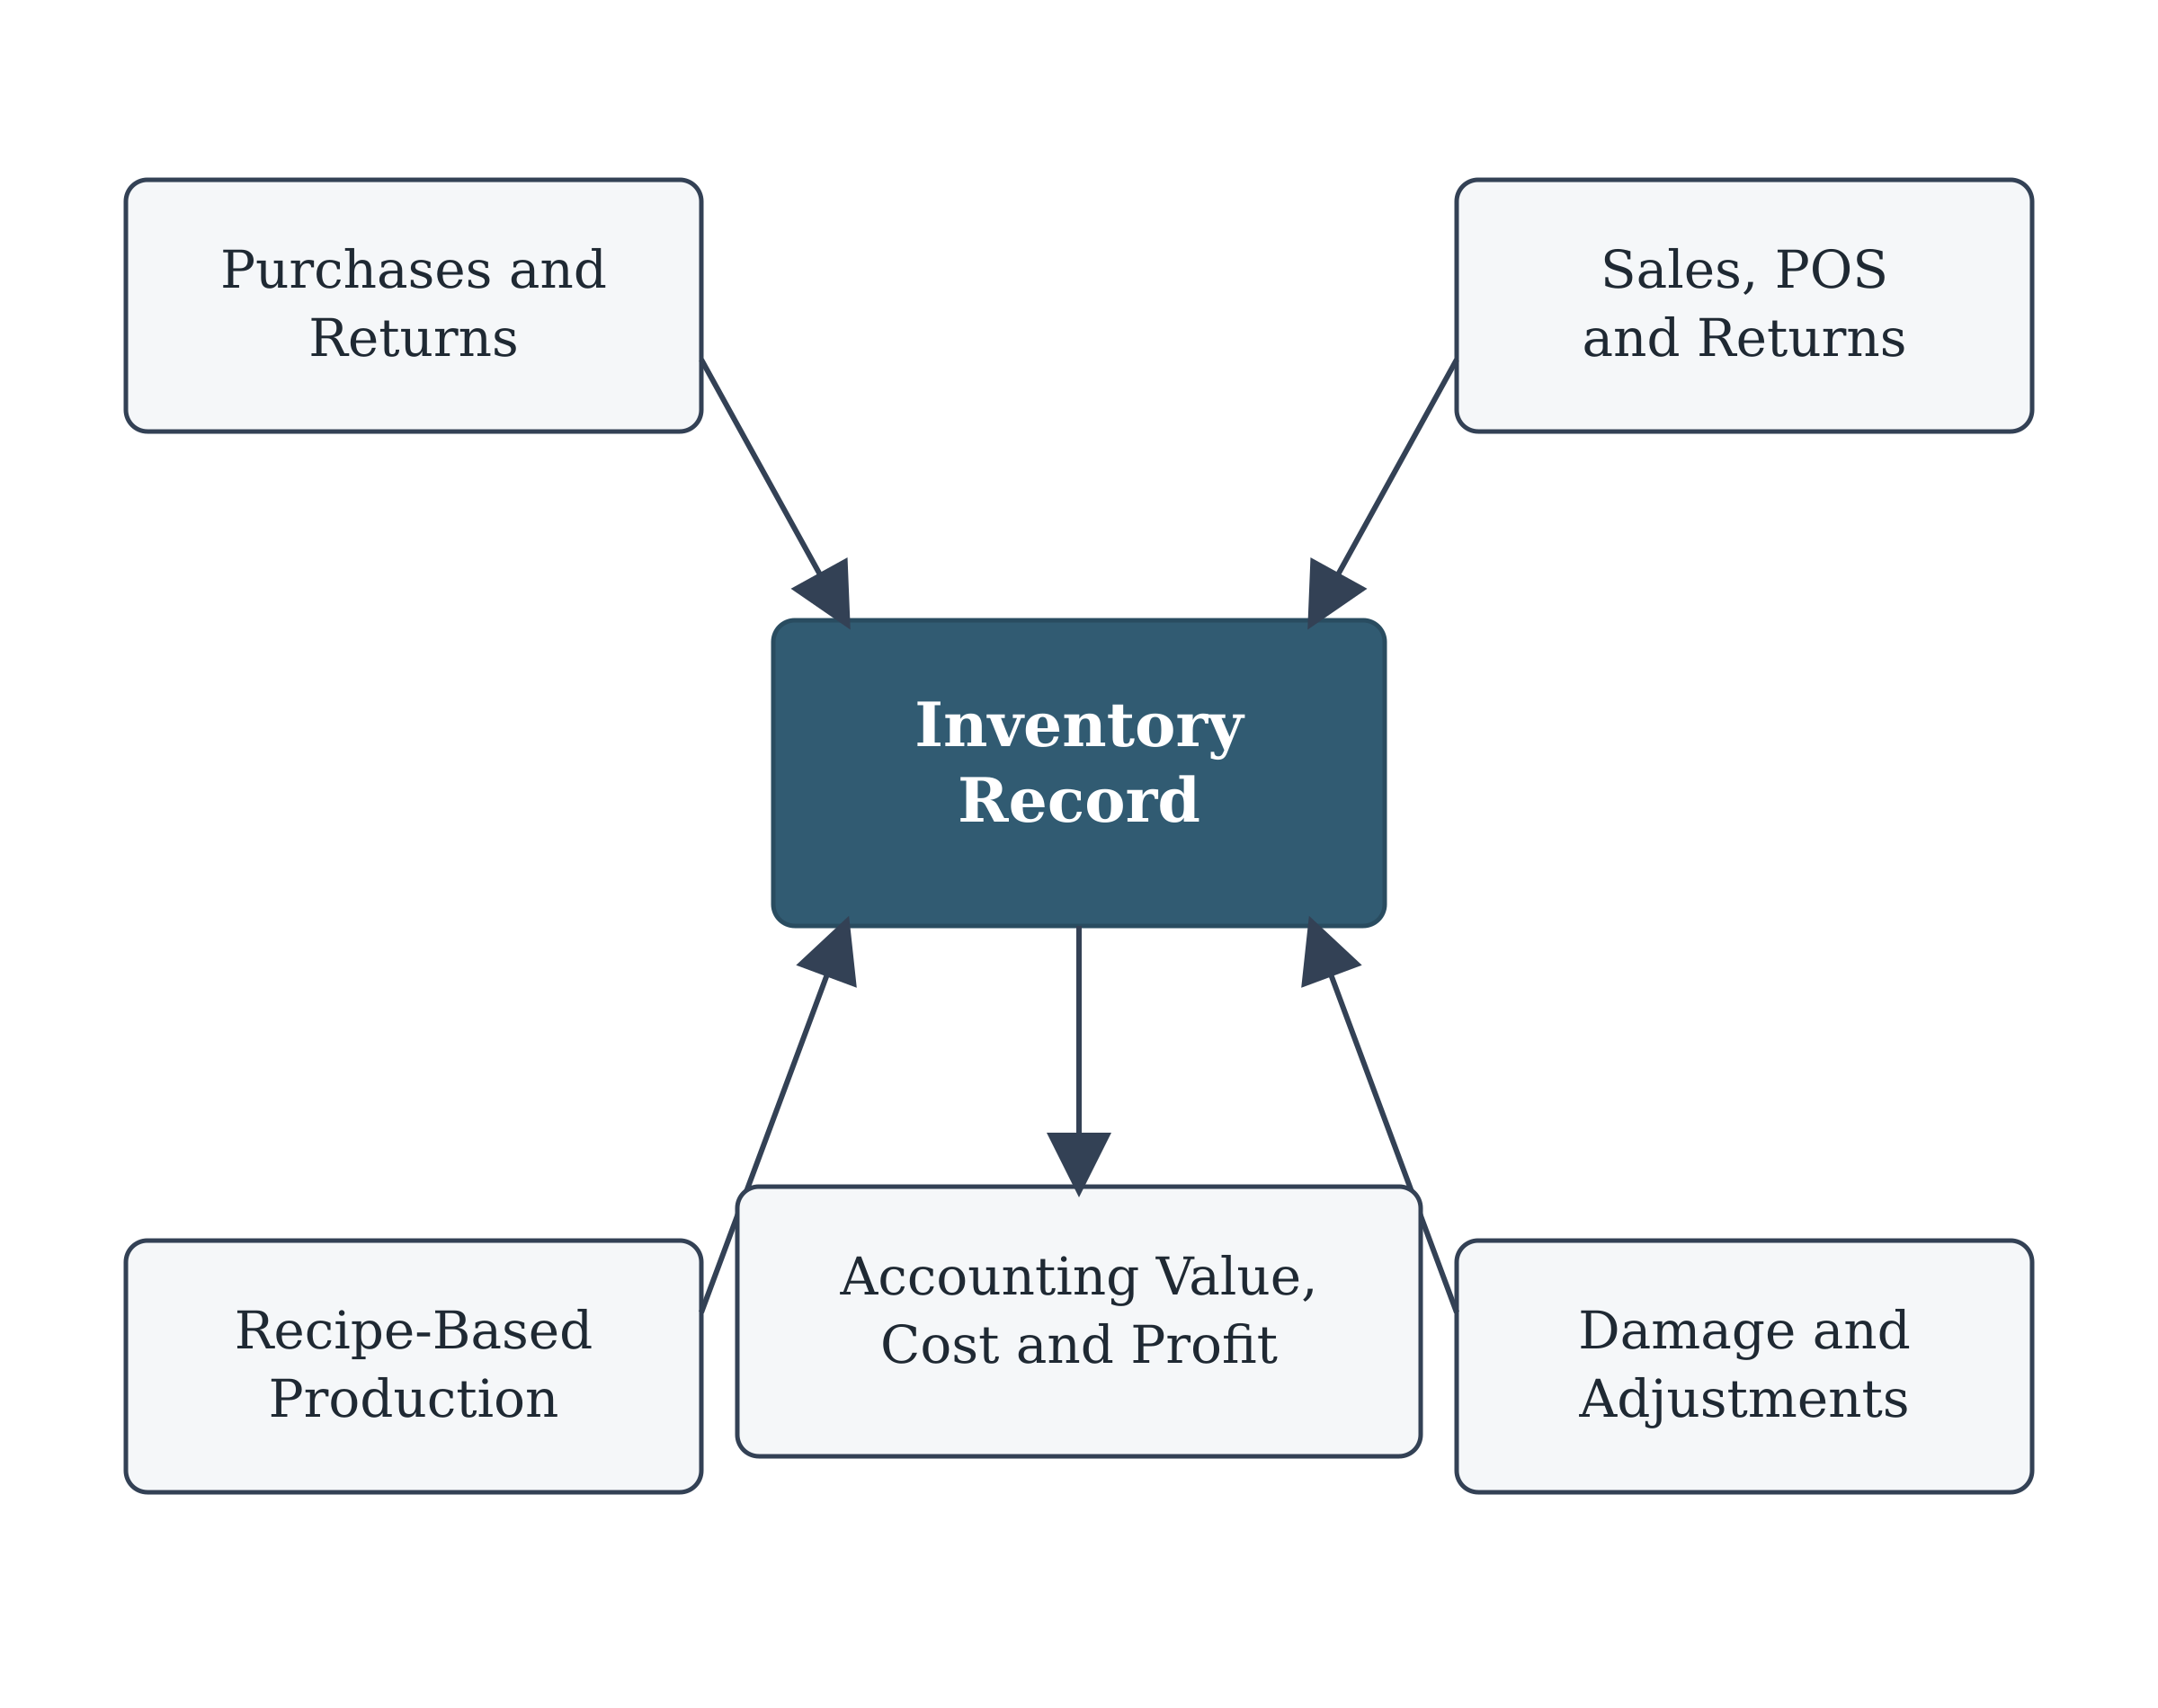 Purchases and
Returns
Sales, POS
and Returns
Inventory
Record
Accounting Value,
Cost and Profit
Recipe-Based
Production
Damage and
Adjustments